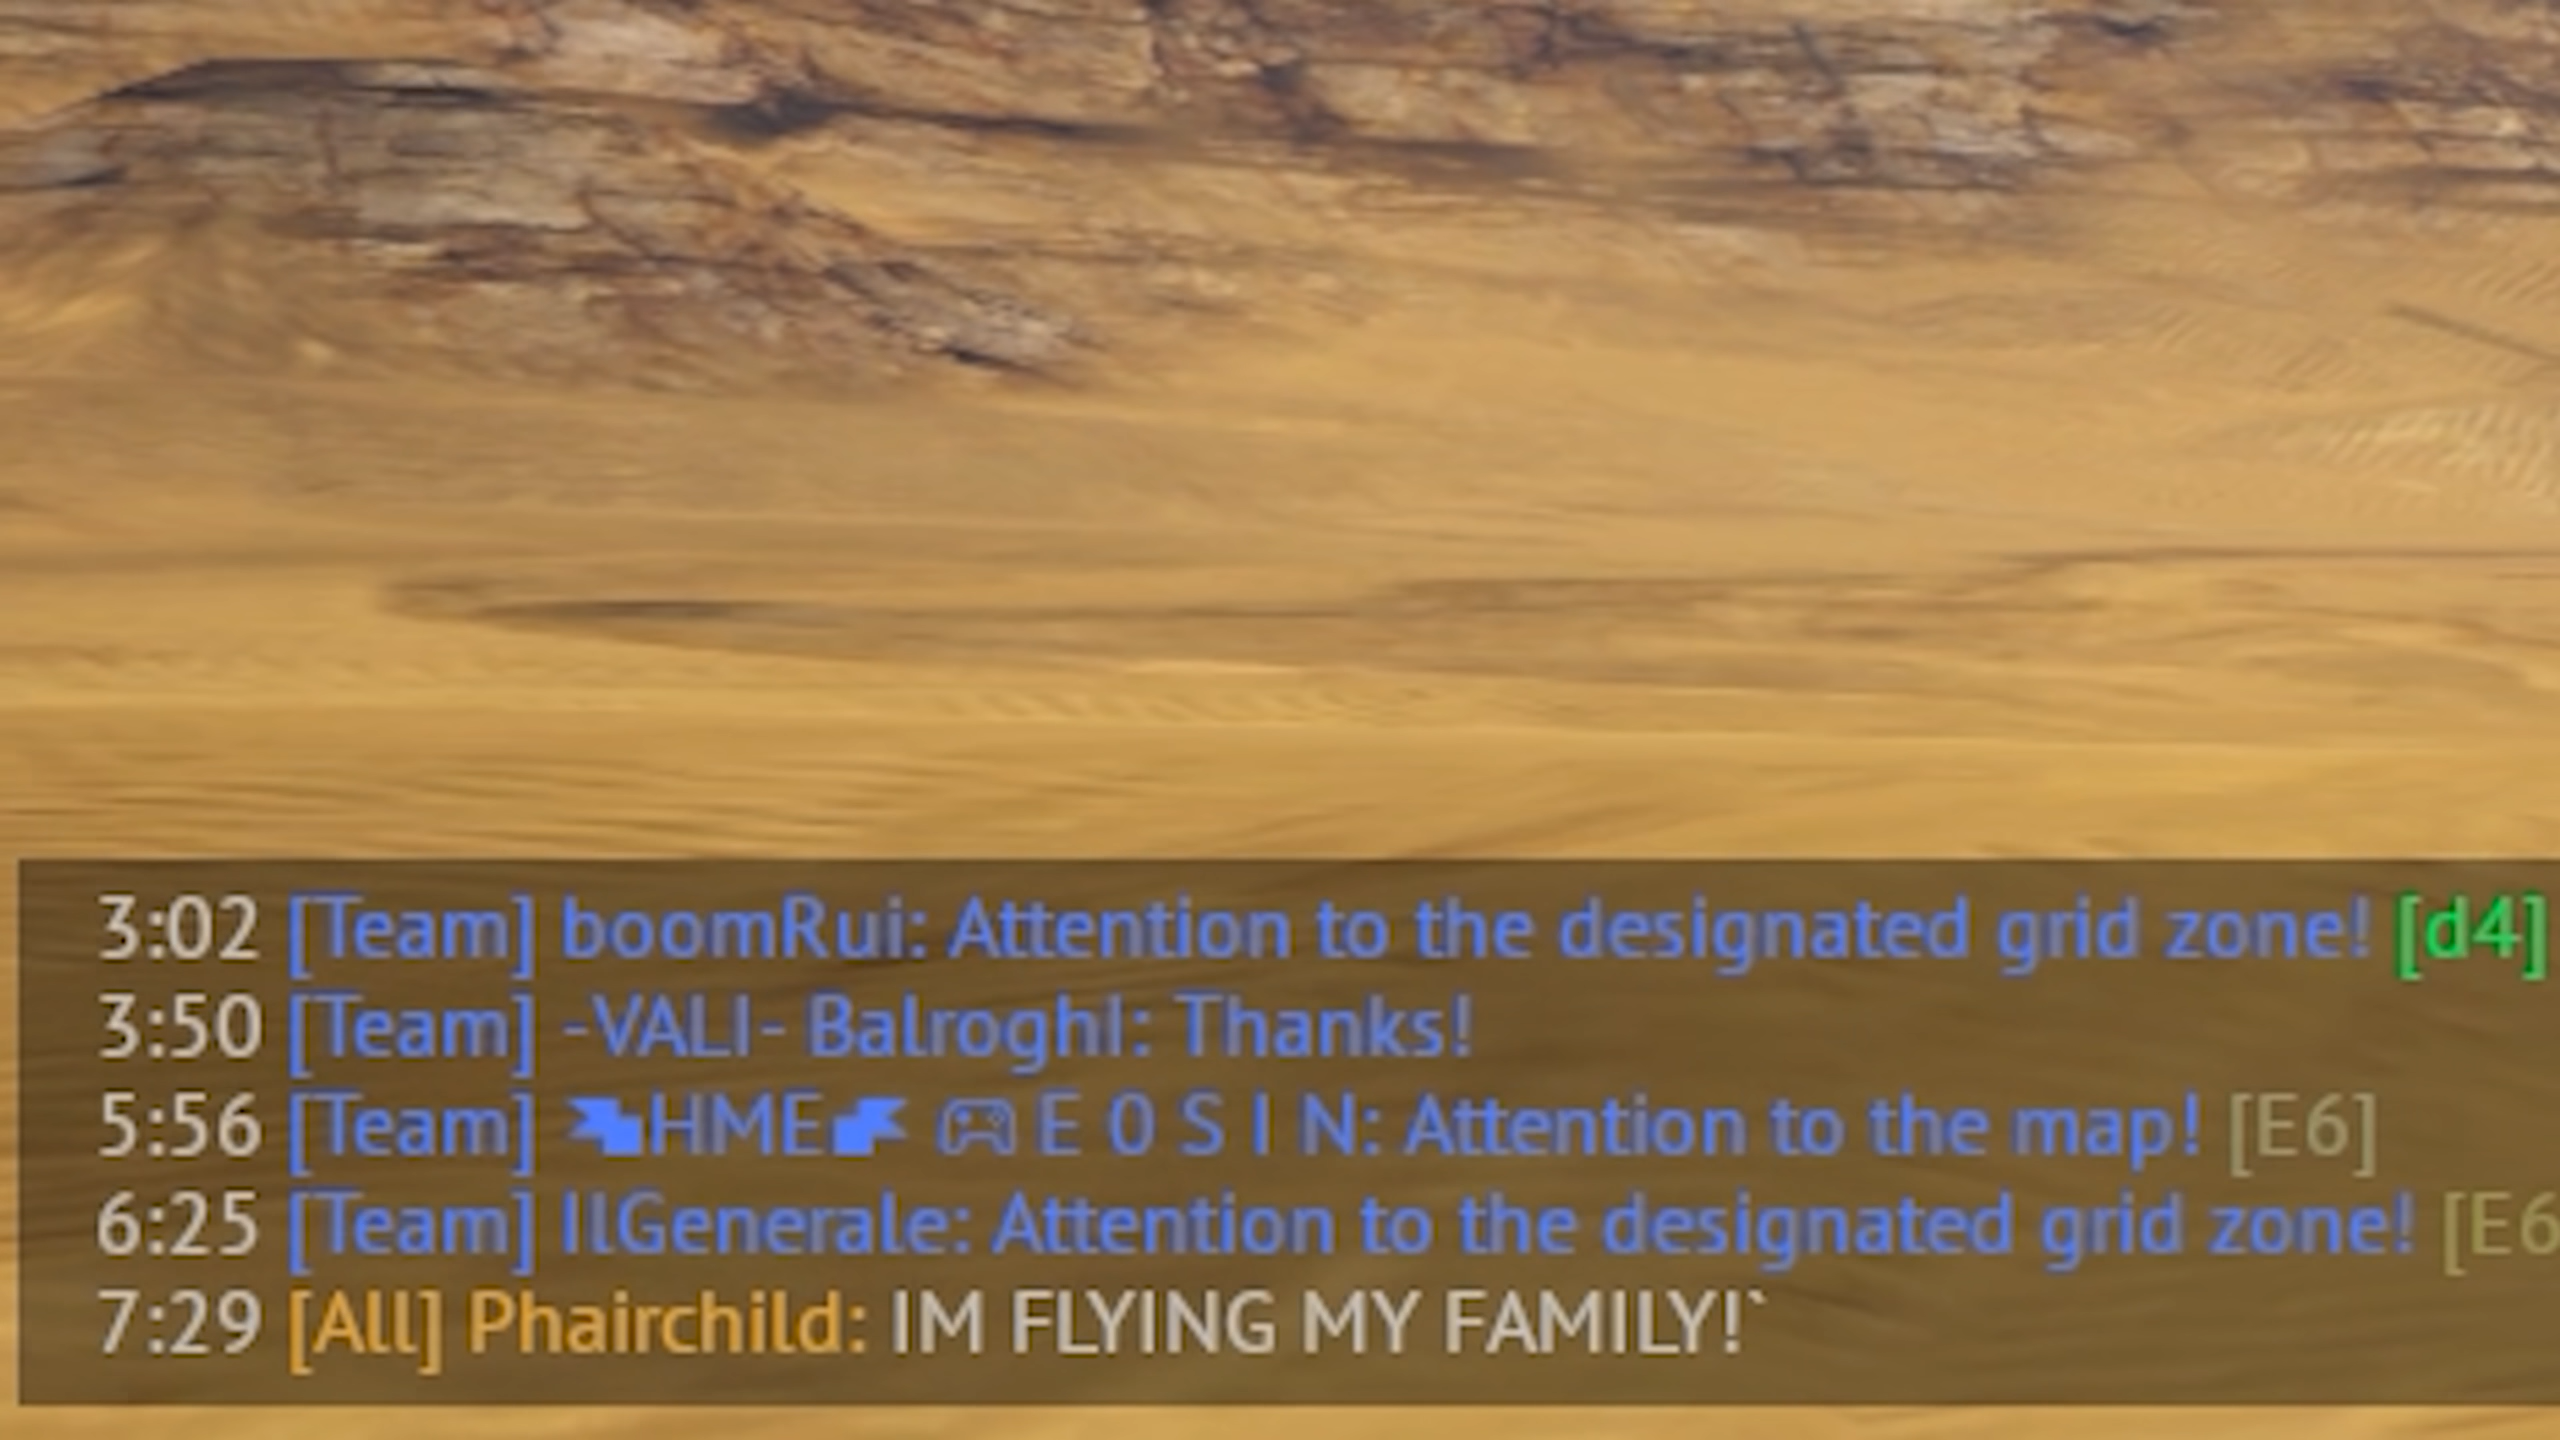 3:02 [Team] boomRui: Attention to the designated grid zone! [d4]
3:50 [Team] -VALI- BalroghI: Thanks!
5:56 [Team] HME 🎮 E 0 S I N: Attention to the map! [E6]
6:25 [Team] IlGenerale: Attention to the designated grid zone! [E6
7:29 [All] Phairchild: IM FLYING MY FAMILY!`